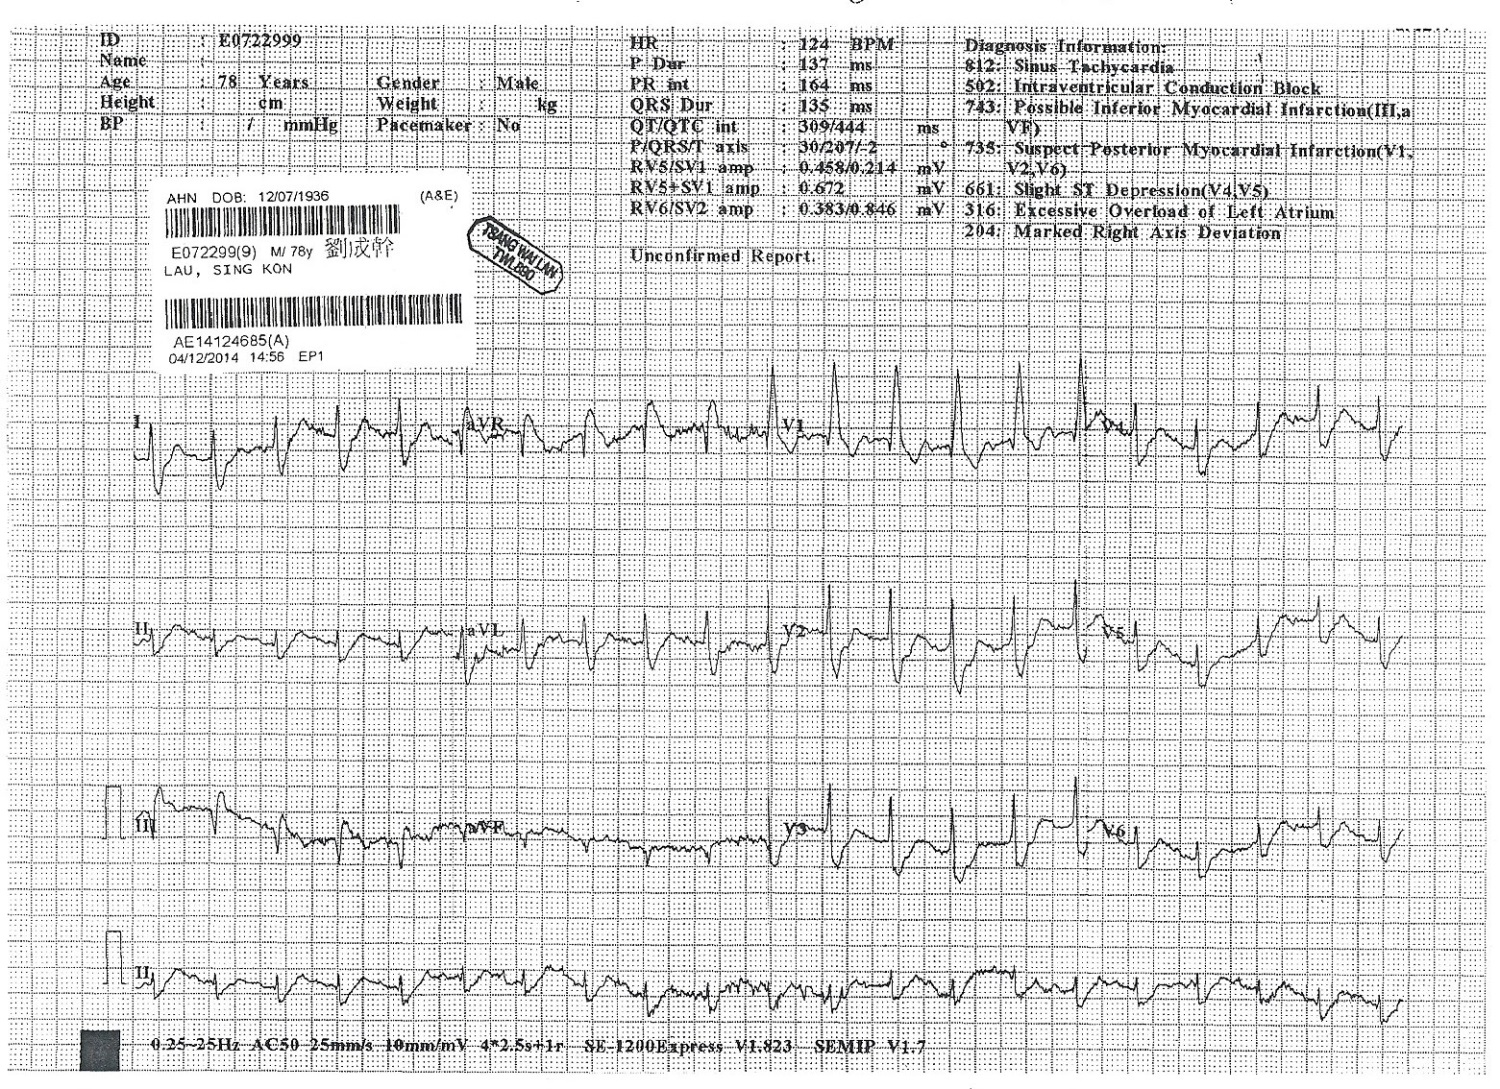 ID : E0722999
Name :
Age : 78 Years Gender : Male
Height : cm Weight : kg
BP : / mmHg Pacemaker : No
HR : 124 BPM
P Dur : 137 ms
PR int : 164 ms
QRS Dur : 135 ms
QT/QTC int : 309/444 ms
P/QRS/T axis : 30/207/-2 °
RV5/SV1 amp : 0.458/0.214 mV
RV5+SV1 amp : 0.672 mV
RV6/SV2 amp : 0.383/0.846 mV
Unconfirmed Report.
Diagnosis Information:
812: Sinus Tachycardia
502: Intraventricular Conduction Block
743: Possible Inferior Myocardial Infarction(III,a
VF)
735: Suspect Posterior Myocardial Infarction(V1,
V2,V6)
661: Slight ST Depression(V4,V5)
316: Excessive Overload of Left Atrium
204: Marked Right Axis Deviation
AHN DOB: 12/07/1936 (A&E)
E072299(9) M/ 78y 劉成幹
LAU, SING KON
AE14124685(A)
04/12/2014 14:56 EP1
TSANG WAI LAN
TWL890
I aVR V1 V4
II aVL V2 V5
III aVF V3 V6
II
0.25~25Hz AC50 25mm/s 10mm/mV 4*2.5s+1r SE-1200Express V1.823 SEMIP V1.7